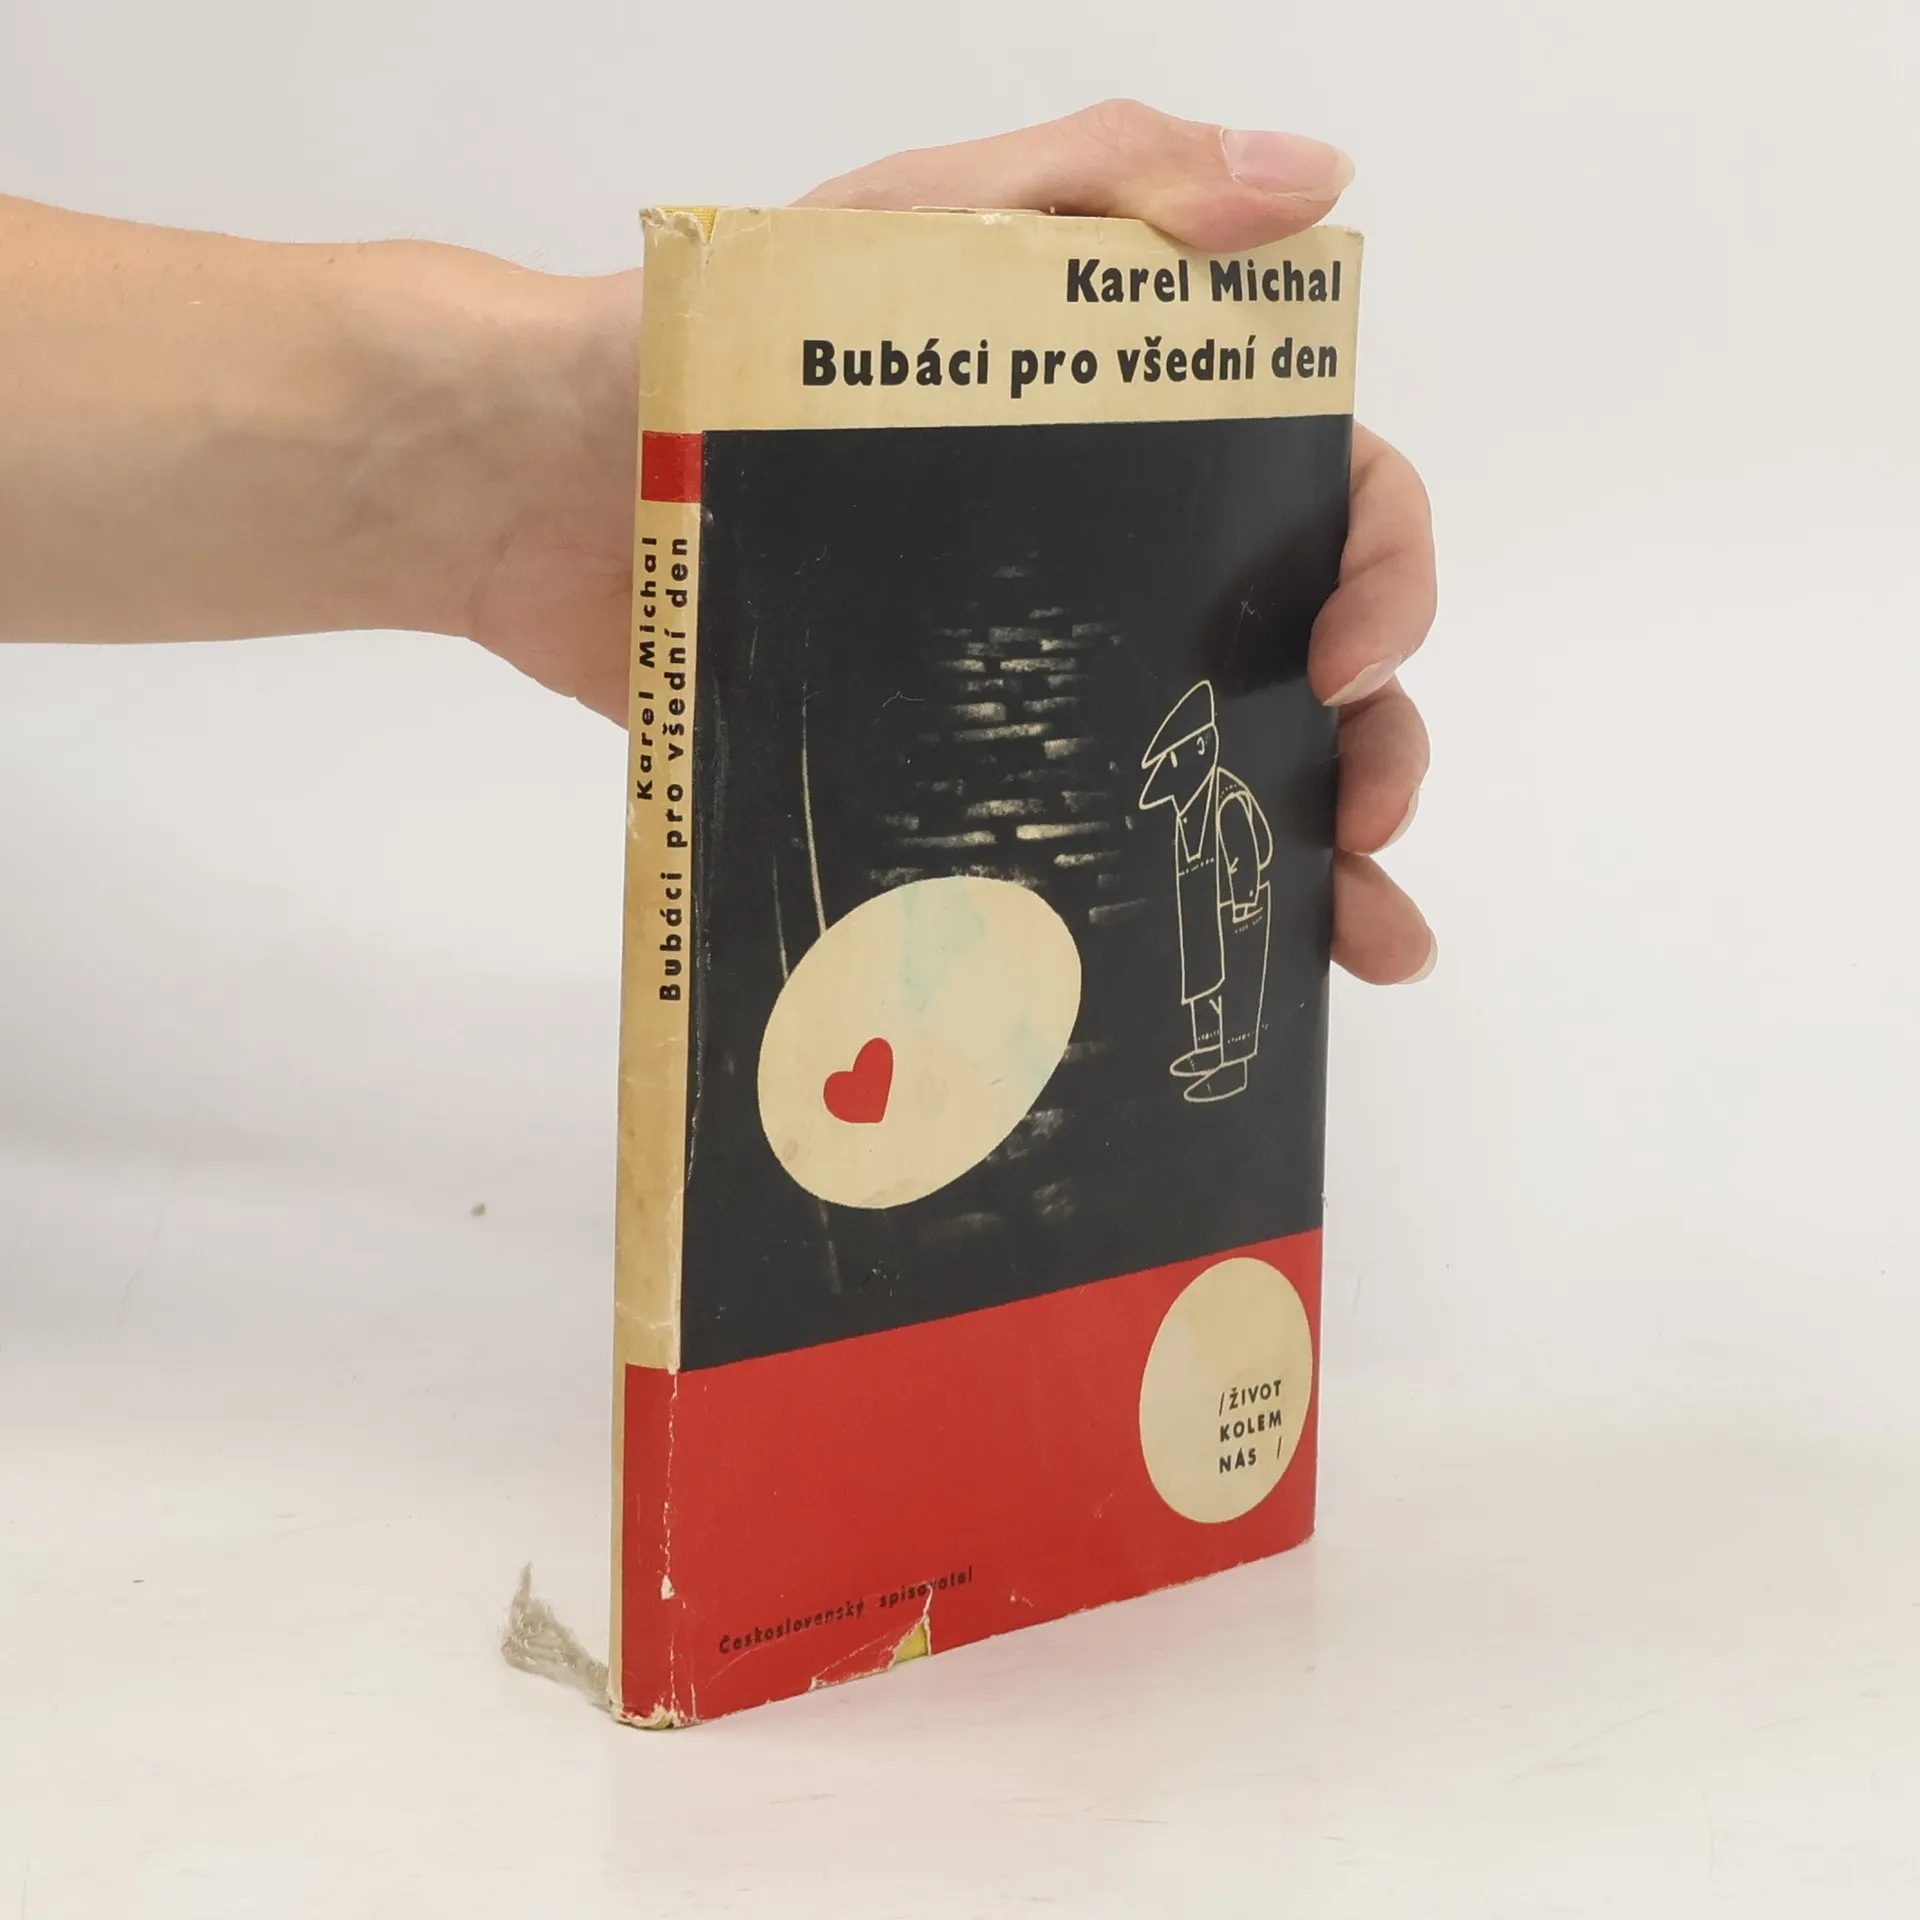 Karel Michal
Bubáci pro všední den
Karel Michal
Bubáci pro všední den
/ŽIVOT
KOLEM
NÁS /
Československý spisovatel